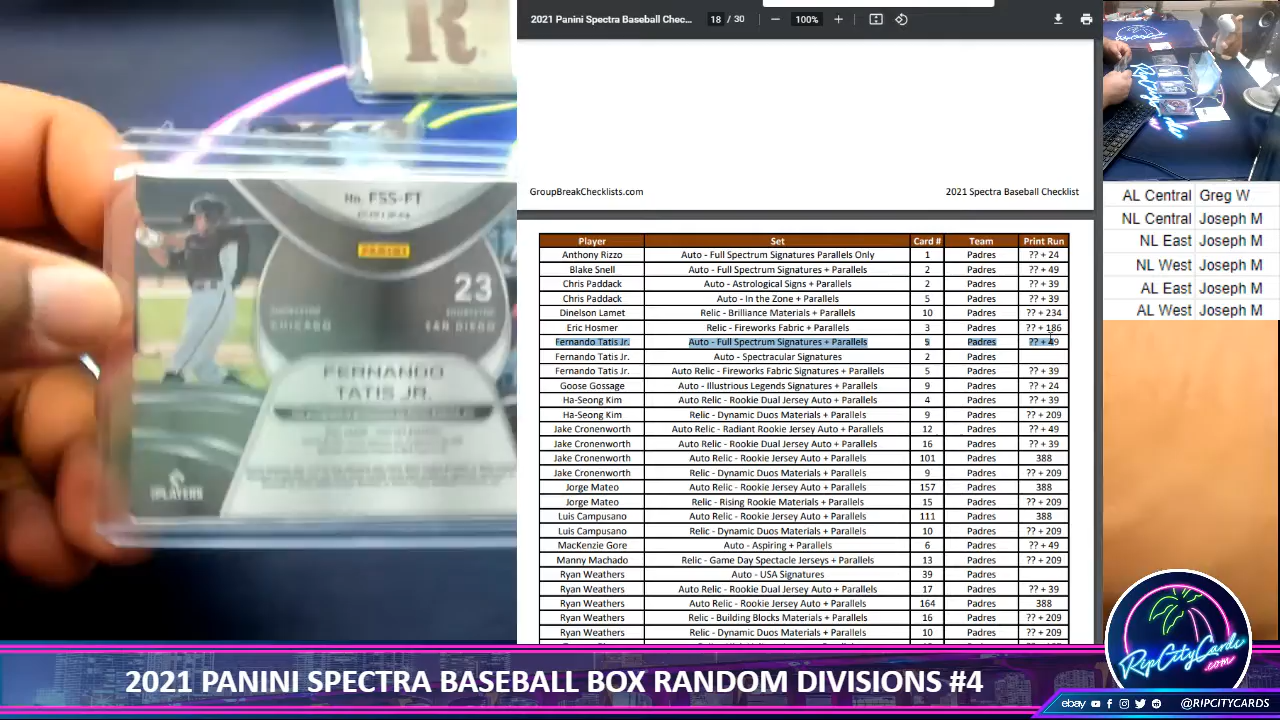 R
No. FSS-FT
PANINI
23
CHICAGO
SAN DIEGO
FERNANDO
TATIS JR.
PLAYERS
2021 Panini Spectra Baseball Chec...
18 / 30
100%
GroupBreakChecklists.com
2021 Spectra Baseball Checklist
Player Set Card # Team Print Run
Anthony Rizzo Auto - Full Spectrum Signatures Parallels Only 1 Padres ?? + 24
Blake Snell Auto - Full Spectrum Signatures + Parallels 2 Padres ?? + 49
Chris Paddack Auto - Astrological Signs + Parallels 2 Padres ?? + 39
Chris Paddack Auto - In the Zone + Parallels 5 Padres ?? + 39
Dinelson Lamet Relic - Brilliance Materials + Parallels 10 Padres ?? + 234
Eric Hosmer Relic - Fireworks Fabric + Parallels 3 Padres ?? + 186
Fernando Tatis Jr. Auto - Full Spectrum Signatures + Parallels 5 Padres ?? + 49
Fernando Tatis Jr. Auto - Spectracular Signatures 2 Padres
Fernando Tatis Jr. Auto Relic - Fireworks Fabric Signatures + Parallels 5 Padres ?? + 39
Goose Gossage Auto - Illustrious Legends Signatures + Parallels 9 Padres ?? + 24
Ha-Seong Kim Auto Relic - Rookie Dual Jersey Auto + Parallels 4 Padres ?? + 39
Ha-Seong Kim Relic - Dynamic Duos Materials + Parallels 9 Padres ?? + 209
Jake Cronenworth Auto Relic - Radiant Rookie Jersey Auto + Parallels 12 Padres ?? + 49
Jake Cronenworth Auto Relic - Rookie Dual Jersey Auto + Parallels 16 Padres ?? + 39
Jake Cronenworth Auto Relic - Rookie Jersey Auto + Parallels 101 Padres 388
Jake Cronenworth Relic - Dynamic Duos Materials + Parallels 9 Padres ?? + 209
Jorge Mateo Auto Relic - Rookie Jersey Auto + Parallels 157 Padres 388
Jorge Mateo Relic - Rising Rookie Materials + Parallels 15 Padres ?? + 209
Luis Campusano Auto Relic - Rookie Jersey Auto + Parallels 111 Padres 388
Luis Campusano Relic - Dynamic Duos Materials + Parallels 10 Padres ?? + 209
MacKenzie Gore Auto - Aspiring + Parallels 6 Padres ?? + 49
Manny Machado Relic - Game Day Spectacle Jerseys + Parallels 13 Padres ?? + 209
Ryan Weathers Auto - USA Signatures 39 Padres
Ryan Weathers Auto Relic - Rookie Dual Jersey Auto + Parallels 17 Padres ?? + 39
Ryan Weathers Auto Relic - Rookie Jersey Auto + Parallels 164 Padres 388
Ryan Weathers Relic - Building Blocks Materials + Parallels 16 Padres ?? + 209
Ryan Weathers Relic - Dynamic Duos Materials + Parallels 10 Padres ?? + 209
AL Central Greg W
NL Central Joseph M
NL East Joseph M
NL West Joseph M
AL East Joseph M
AL West Joseph M
RipCityCards
.com
2021 PANINI SPECTRA BASEBALL BOX RANDOM DIVISIONS #4
ebay @RIPCITYCARDS